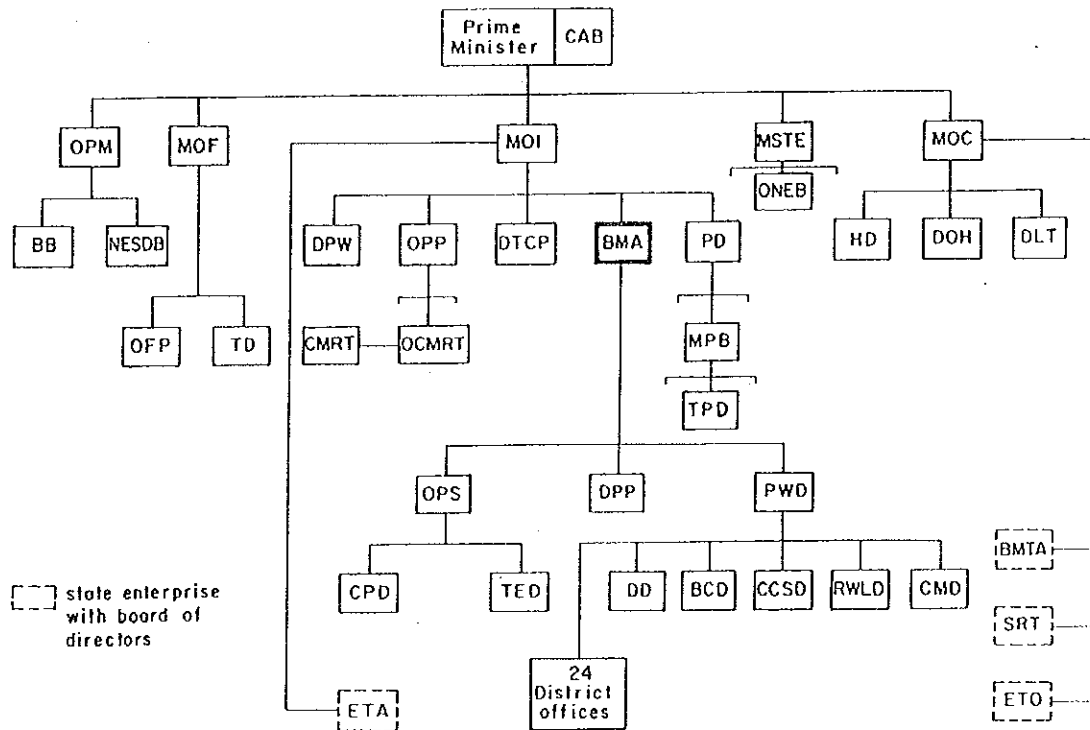 Prime
Minister
CAB
OPM
MOF
MOI
MSTE
MOC
ONEB
BB
NESDB
DPW
OPP
DTCP
BMA
PD
HD
DOH
DLT
OFP
TD
CMRT
OCMRT
MPB
TPD
OPS
DPP
PWD
CPD
TED
DD
BCD
CCSD
RWLD
CMD
BMTA
state enterprise
with board of
directors
SRT
24
District
offices
ETA
ETO